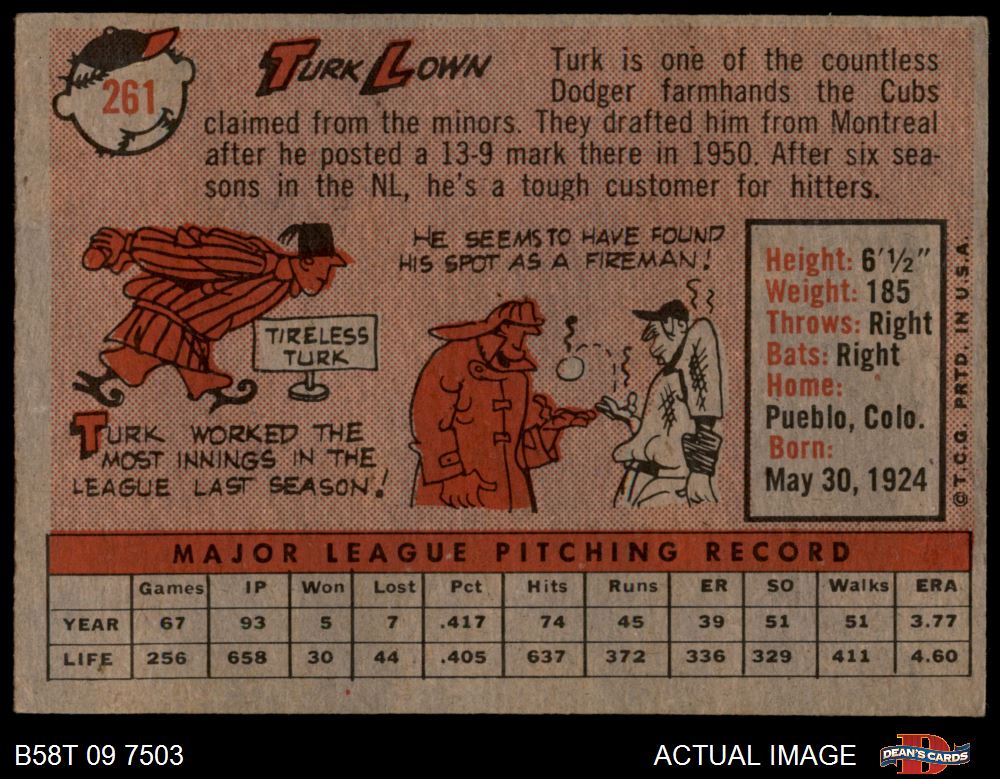 261
TURK LOWN
Turk is one of the countless
Dodger farmhands the Cubs
claimed from the minors. They drafted him from Montreal
after he posted a 13-9 mark there in 1950. After six sea-
sons in the NL, he's a tough customer for hitters.
TIRELESS
TURK
TURK WORKED THE
MOST INNINGS IN THE
LEAGUE LAST SEASON!
HE SEEMS TO HAVE FOUND
HIS SPOT AS A FIREMAN!
Height: 6'½"
Weight: 185
Throws: Right
Bats: Right
Home:
Pueblo, Colo.
Born:
May 30, 1924
©T.C.G. PRTD. IN U.S.A.
MAJOR LEAGUE PITCHING RECORD
Games IP Won Lost Pct Hits Runs ER SO Walks ERA
YEAR 67 93 5 7 .417 74 45 39 51 51 3.77
LIFE 256 658 30 44 .405 637 372 336 329 411 4.60
B58T 09 7503
ACTUAL IMAGE
DEAN'S CARDS